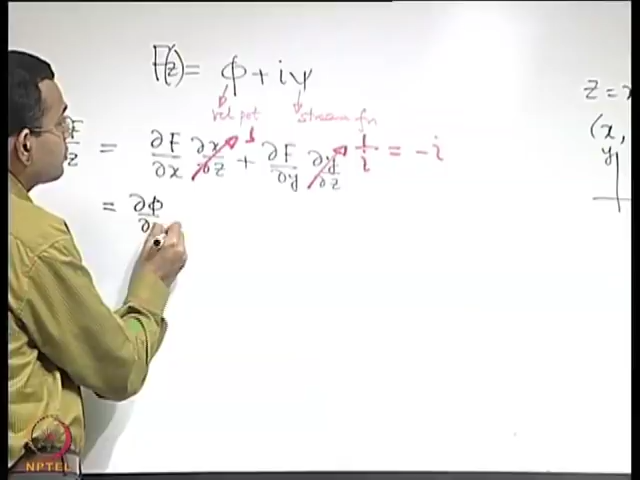 F(z) = ϕ + iψ
vel pot stream fn
F/z = ∂F/∂x ∂x/∂z 1 + ∂F/∂y ∂y/∂z 1/i = -i
= ∂ϕ/∂
z =
(x,
y
NPTEL